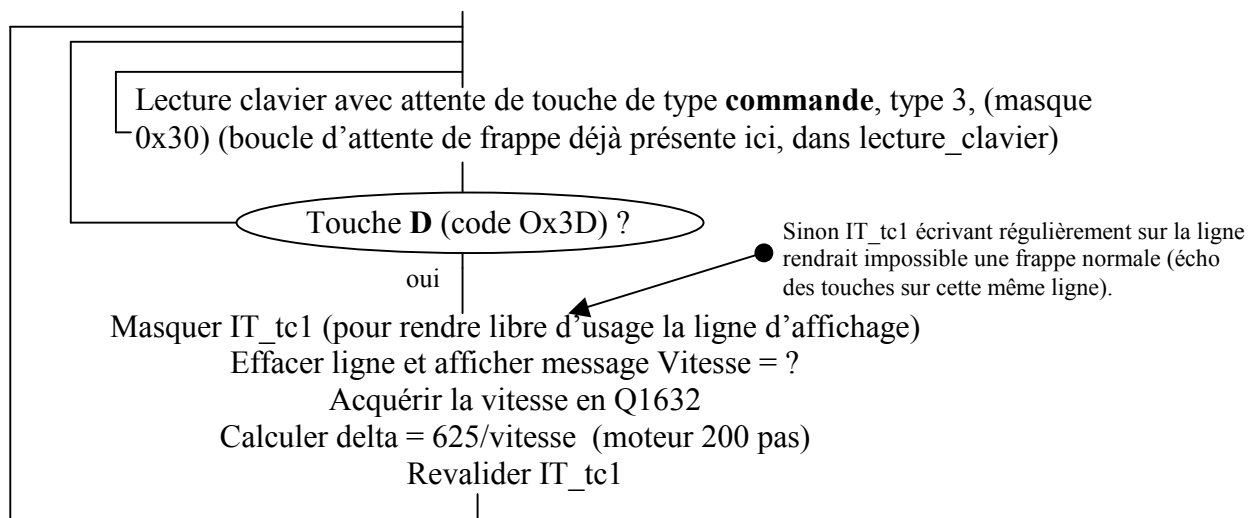 Lecture clavier avec attente de touche de type commande, type 3, (masque
0x30) (boucle d'attente de frappe déjà présente ici, dans lecture_clavier)
Touche D (code Ox3D) ?
Sinon IT_tc1 écrivant régulièrement sur la ligne
rendrait impossible une frappe normale (écho
des touches sur cette même ligne).
oui
Masquer IT_tc1 (pour rendre libre d'usage la ligne d'affichage)
Effacer ligne et afficher message Vitesse = ?
Acquérir la vitesse en Q1632
Calculer delta = 625/vitesse (moteur 200 pas)
Revalider IT_tc1